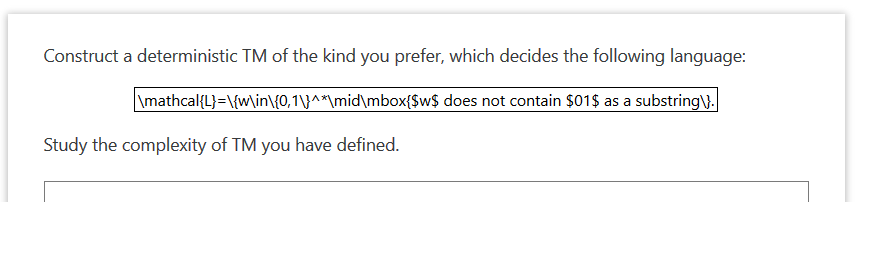 Construct a deterministic TM of the kind you prefer, which decides the following language:
\mathcal{L}=\{w\in\{0,1\}^*\mid\mbox{$w$ does not contain $01$ as a substring\}.
Study the complexity of TM you have defined.